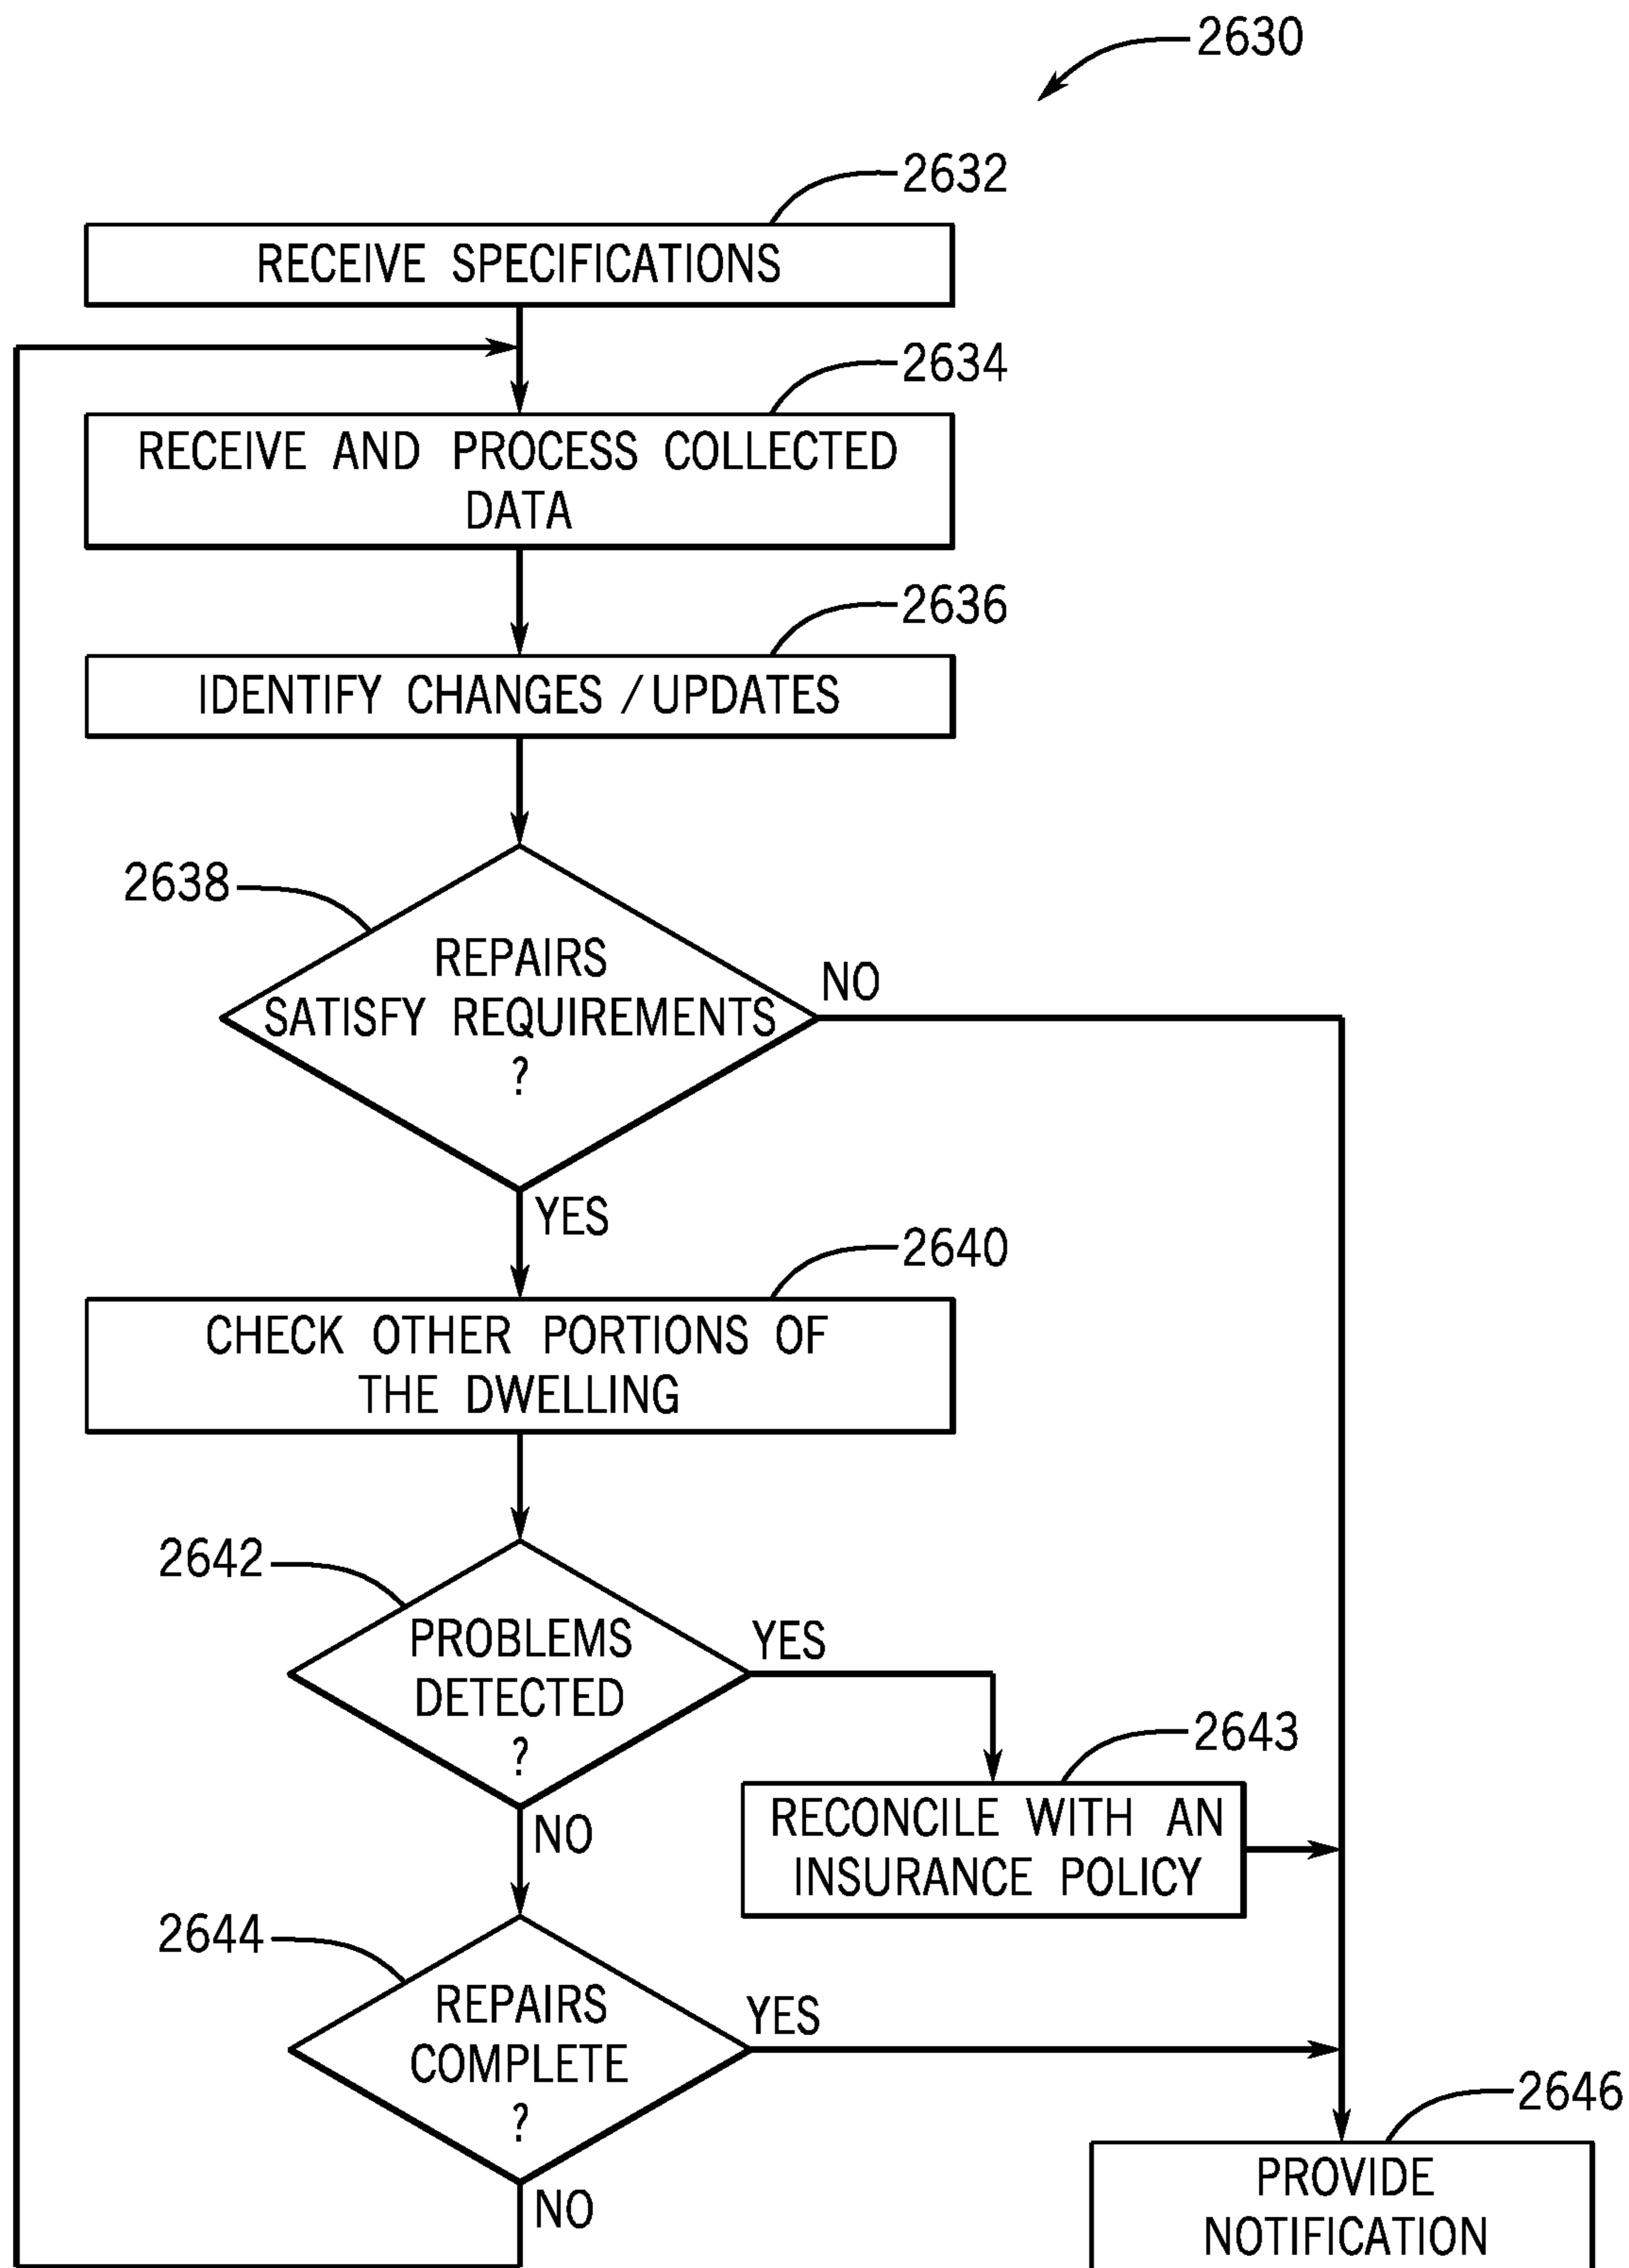 2630
2632
RECEIVE SPECIFICATIONS
2634
RECEIVE AND PROCESS COLLECTED
DATA
2636
IDENTIFY CHANGES / UPDATES
2638
REPAIRS
SATISFY REQUIREMENTS
?
NO
YES
2640
CHECK OTHER PORTIONS OF
THE DWELLING
2642
PROBLEMS
DETECTED
?
YES
NO
2643
RECONCILE WITH AN
INSURANCE POLICY
2644
REPAIRS
COMPLETE
?
YES
NO
2646
PROVIDE
NOTIFICATION